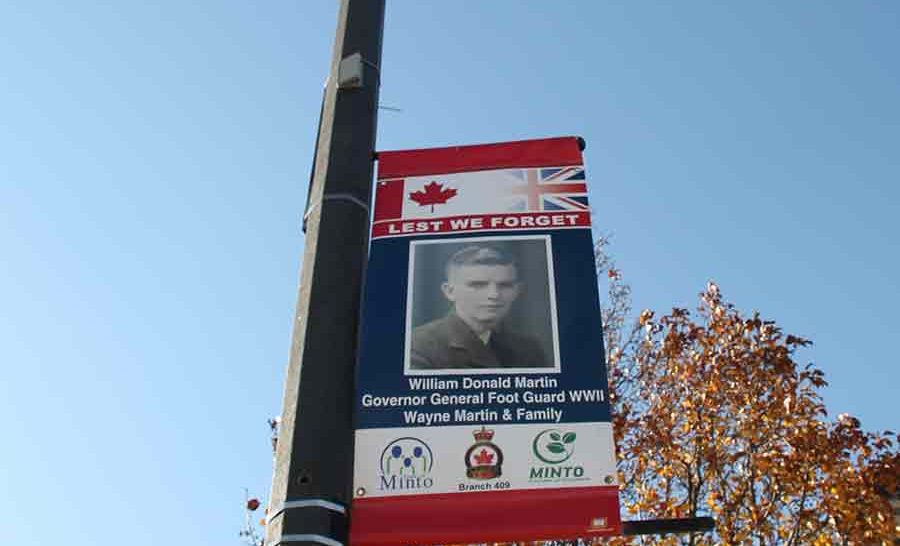 LEST WE FORGET
William Donald Martin
Governor General Foot Guard WWII
Wayne Martin & Family
Minto
Branch 409
MINTO